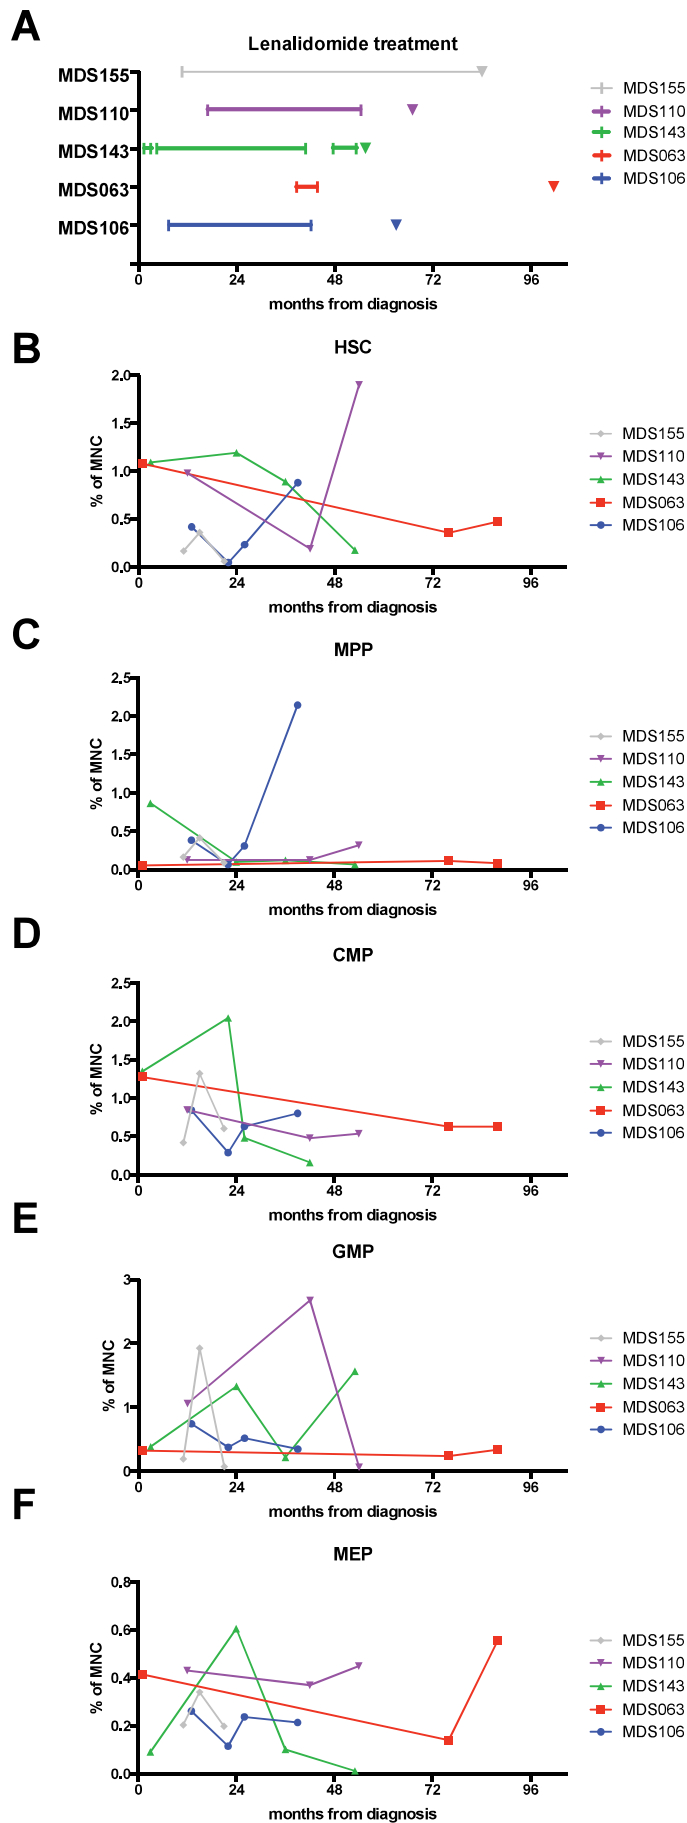 A
Lenalidomide treatment
MDS155
MDS110
MDS143
MDS063
MDS106
0 24 48 72 96
months from diagnosis
MDS155
MDS110
MDS143
MDS063
MDS106
B
HSC
2.0
1.5
1.0
0.5
0.0
% of MNC
0 24 48 72 96
months from diagnosis
MDS155
MDS110
MDS143
MDS063
MDS106
C
MPP
2.5
2.0
1.5
1.0
0.5
0.0
% of MNC
0 24 48 72 96
months from diagnosis
MDS155
MDS110
MDS143
MDS063
MDS106
D
CMP
2.5
2.0
1.5
1.0
0.5
0.0
% of MNC
0 24 48 72 96
months from diagnosis
MDS155
MDS110
MDS143
MDS063
MDS106
E
GMP
3
2
1
0
% of MNC
0 24 48 72 96
months from diagnosis
MDS155
MDS110
MDS143
MDS063
MDS106
F
MEP
0.8
0.6
0.4
0.2
0.0
% of MNC
0 24 48 72 96
months from diagnosis
MDS155
MDS110
MDS143
MDS063
MDS106